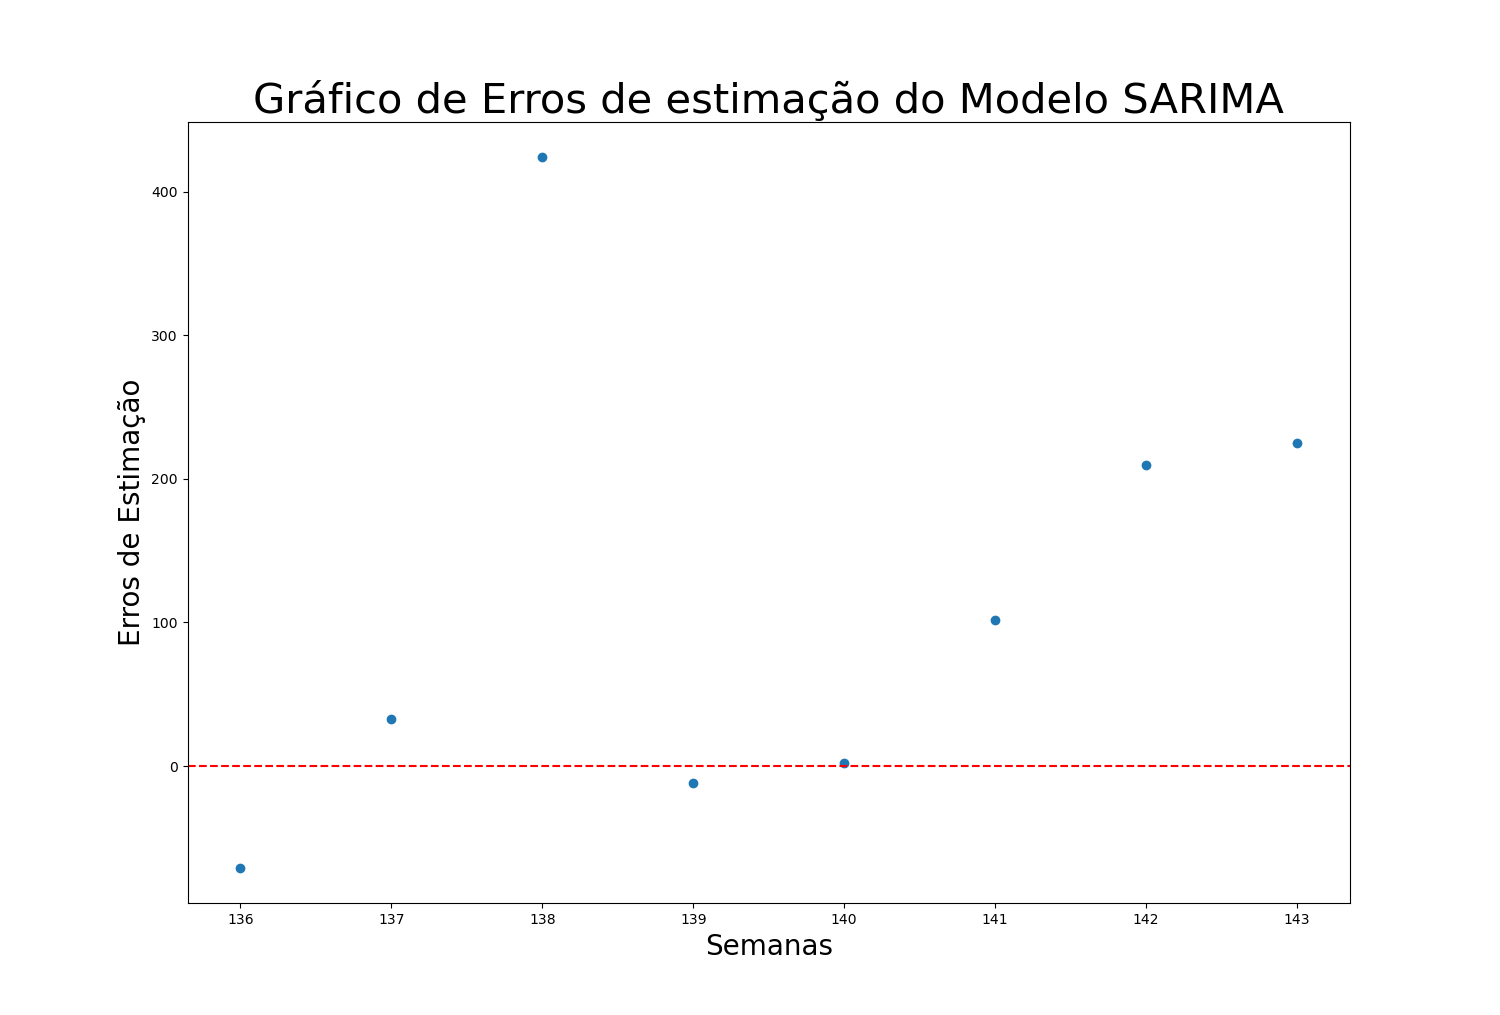 Gráfico de Erros de estimação do Modelo SARIMA
Erros de Estimação
400
300
200
100
0
136 137 138 139 140 141 142 143
Semanas